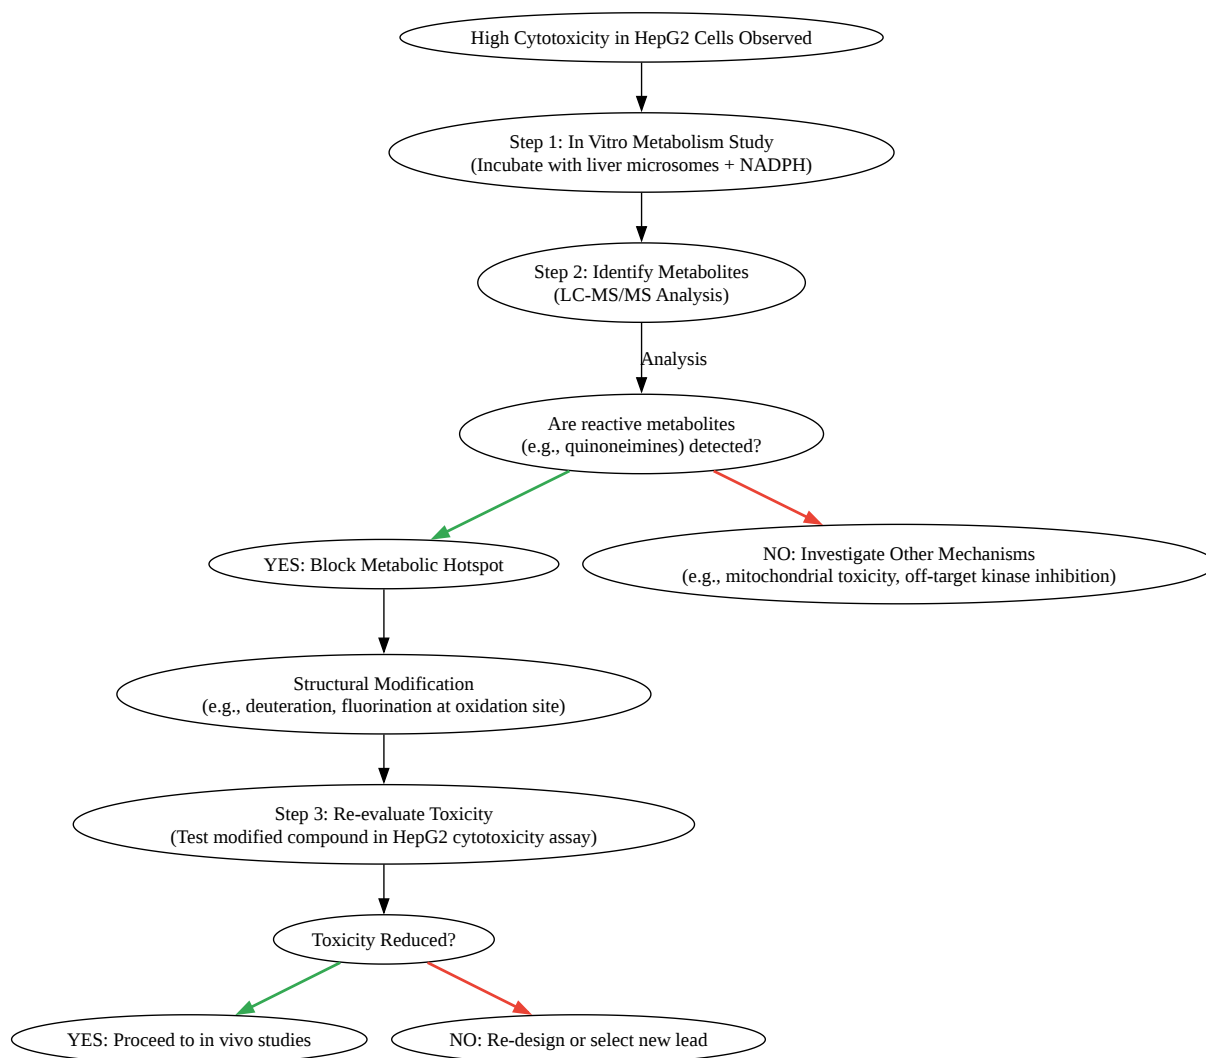 High Cytotoxicity in HepG2 Cells Observed
Step 1: In Vitro Metabolism Study
(Incubate with liver microsomes + NADPH)
Step 2: Identify Metabolites
(LC-MS/MS Analysis)
Analysis
Are reactive metabolites
(e.g., quinoneimines) detected?
YES: Block Metabolic Hotspot
NO: Investigate Other Mechanisms
(e.g., mitochondrial toxicity, off-target kinase inhibition)
Structural Modification
(e.g., deuteration, fluorination at oxidation site)
Step 3: Re-evaluate Toxicity
(Test modified compound in HepG2 cytotoxicity assay)
Toxicity Reduced?
YES: Proceed to in vivo studies
NO: Re-design or select new lead